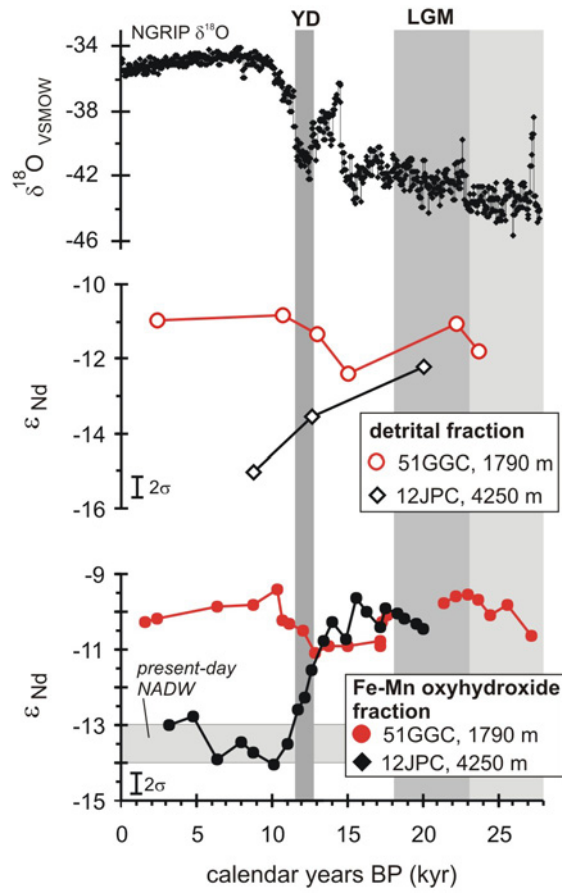 YD
LGM
NGRIP δ18O
-34
-38
-42
-46
δ18O VSMOW
-10
-12
-14
-16
εNd
2σ
detrital fraction
51GGC, 1790 m
12JPC, 4250 m
-9
-11
-13
-15
εNd
present-day
NADW
2σ
Fe-Mn oxyhydroxide
fraction
51GGC, 1790 m
12JPC, 4250 m
0 5 10 15 20 25
calendar years BP (kyr)